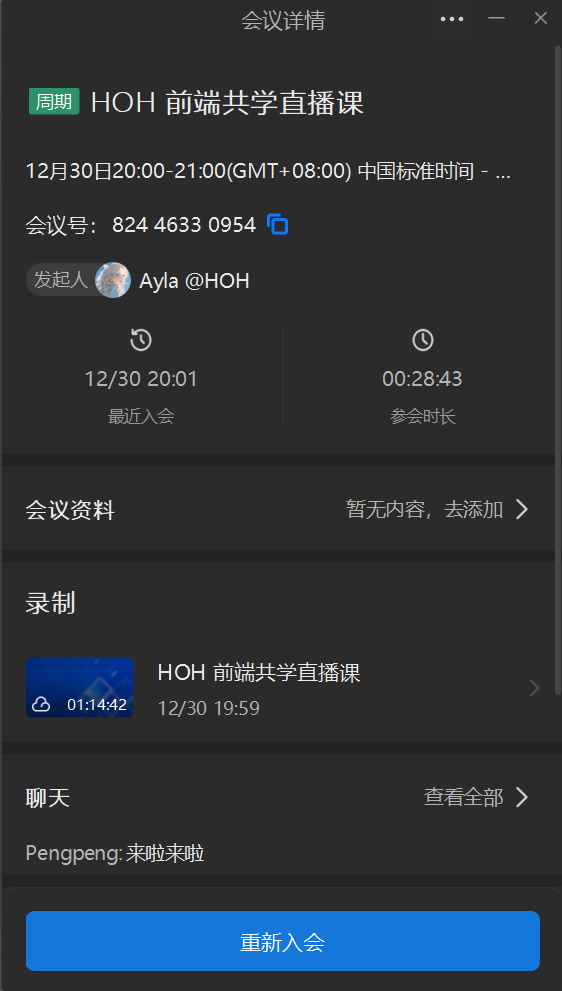 会议详情
周期 HOH 前端共学直播课
12月30日20:00-21:00(GMT+08:00) 中国标准时间 - ...
会议号： 824 4633 0954
发起人 Ayla @HOH
12/30 20:01 00:28:43
最近入会 参会时长
会议资料 暂无内容，去添加
录制
HOH 前端共学直播课
01:14:42 12/30 19:59
聊天 查看全部
Pengpeng: 来啦来啦
重新入会